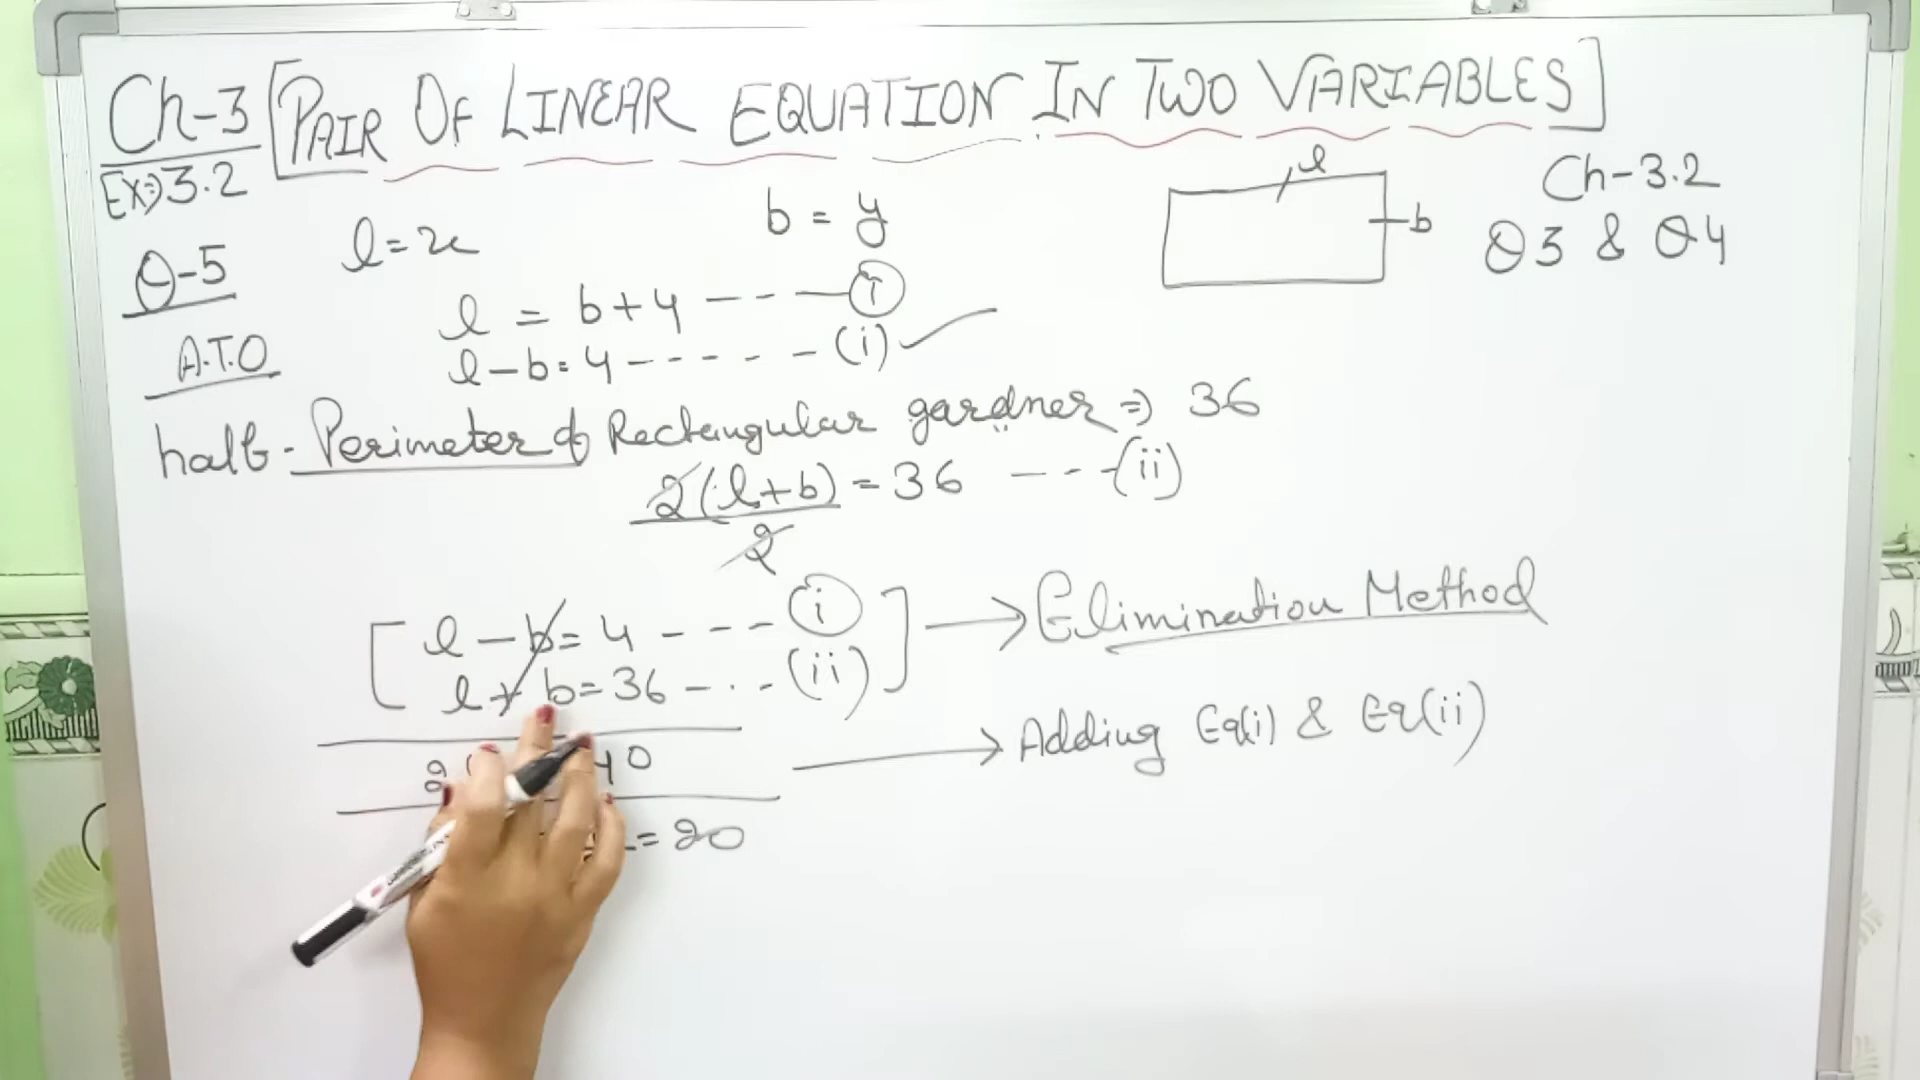 Ch-3 [PAIR OF LINEAR EQUATION IN TWO VARIABLES]
Ex⇒3.2
Ch-3.2
Q3 & Q4
l
b
Q-5
l=x
b = y
l = b+4 --- (i)
A.T.O
l-b=4 ------(i)
half-Perimeter of Rectangular gardner ⇒ 36
2(l+b) = 36 ---(ii)
2
l-b=4 ---(i)
→ Elimination Method
l+b=36 -..-(ii)
→ Adding Eq(i) & Eq(ii)
2 40
=20